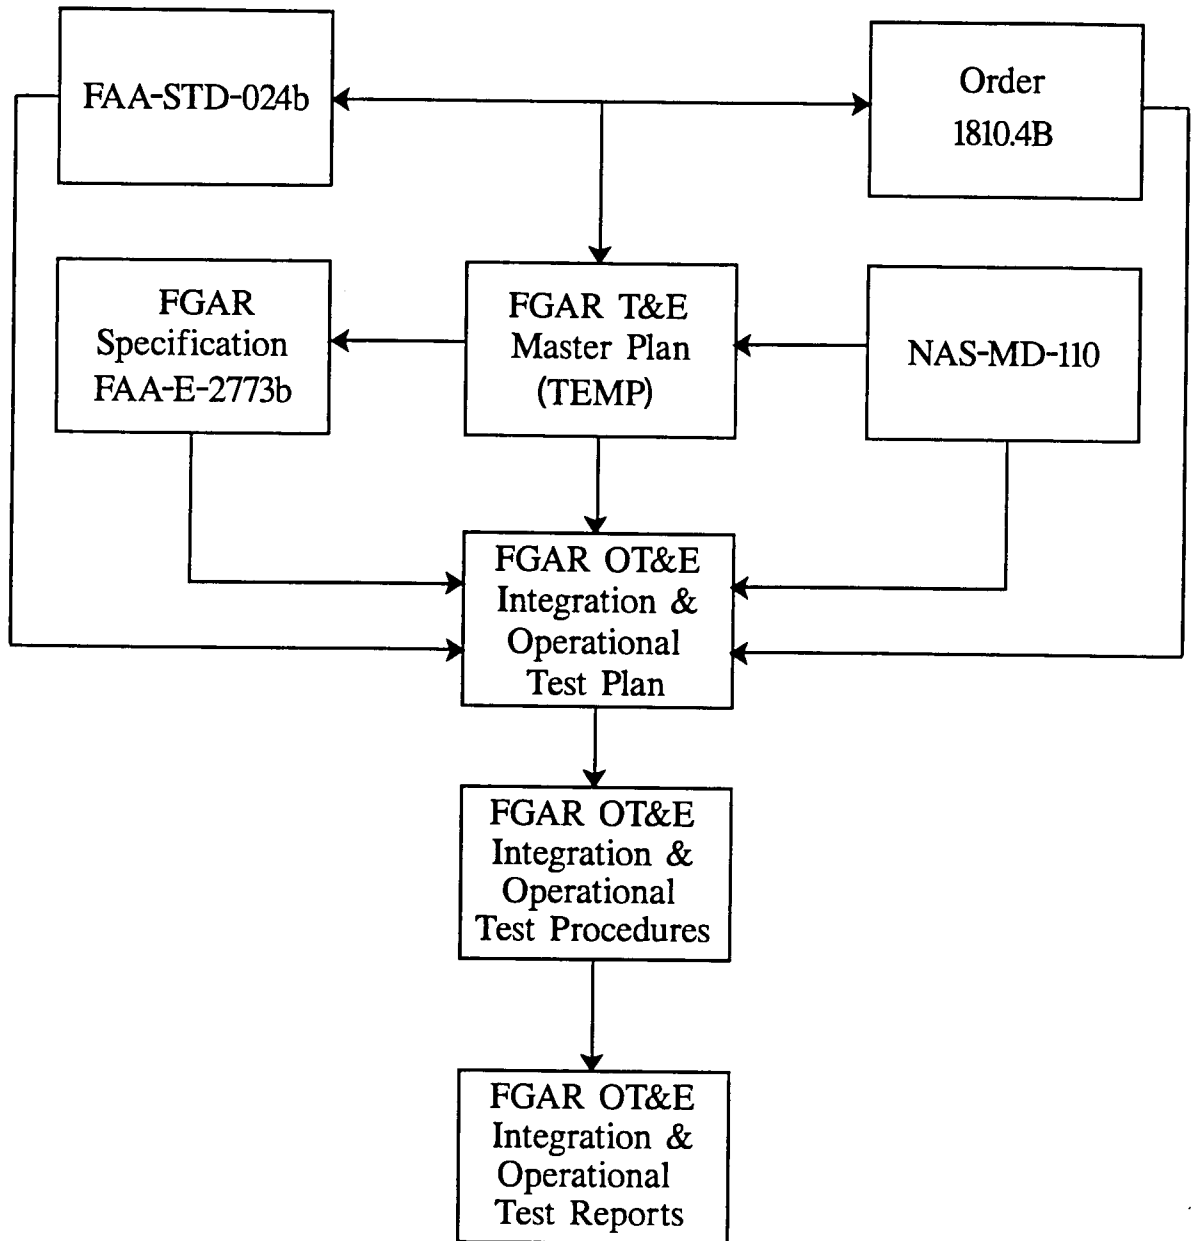 FAA-STD-024b
Order
1810.4B
FGAR
Specification
FAA-E-2773b
FGAR T&E
Master Plan
(TEMP)
NAS-MD-110
FGAR OT&E
Integration &
Operational
Test Plan
FGAR OT&E
Integration &
Operational
Test Procedures
FGAR OT&E
Integration &
Operational
Test Reports